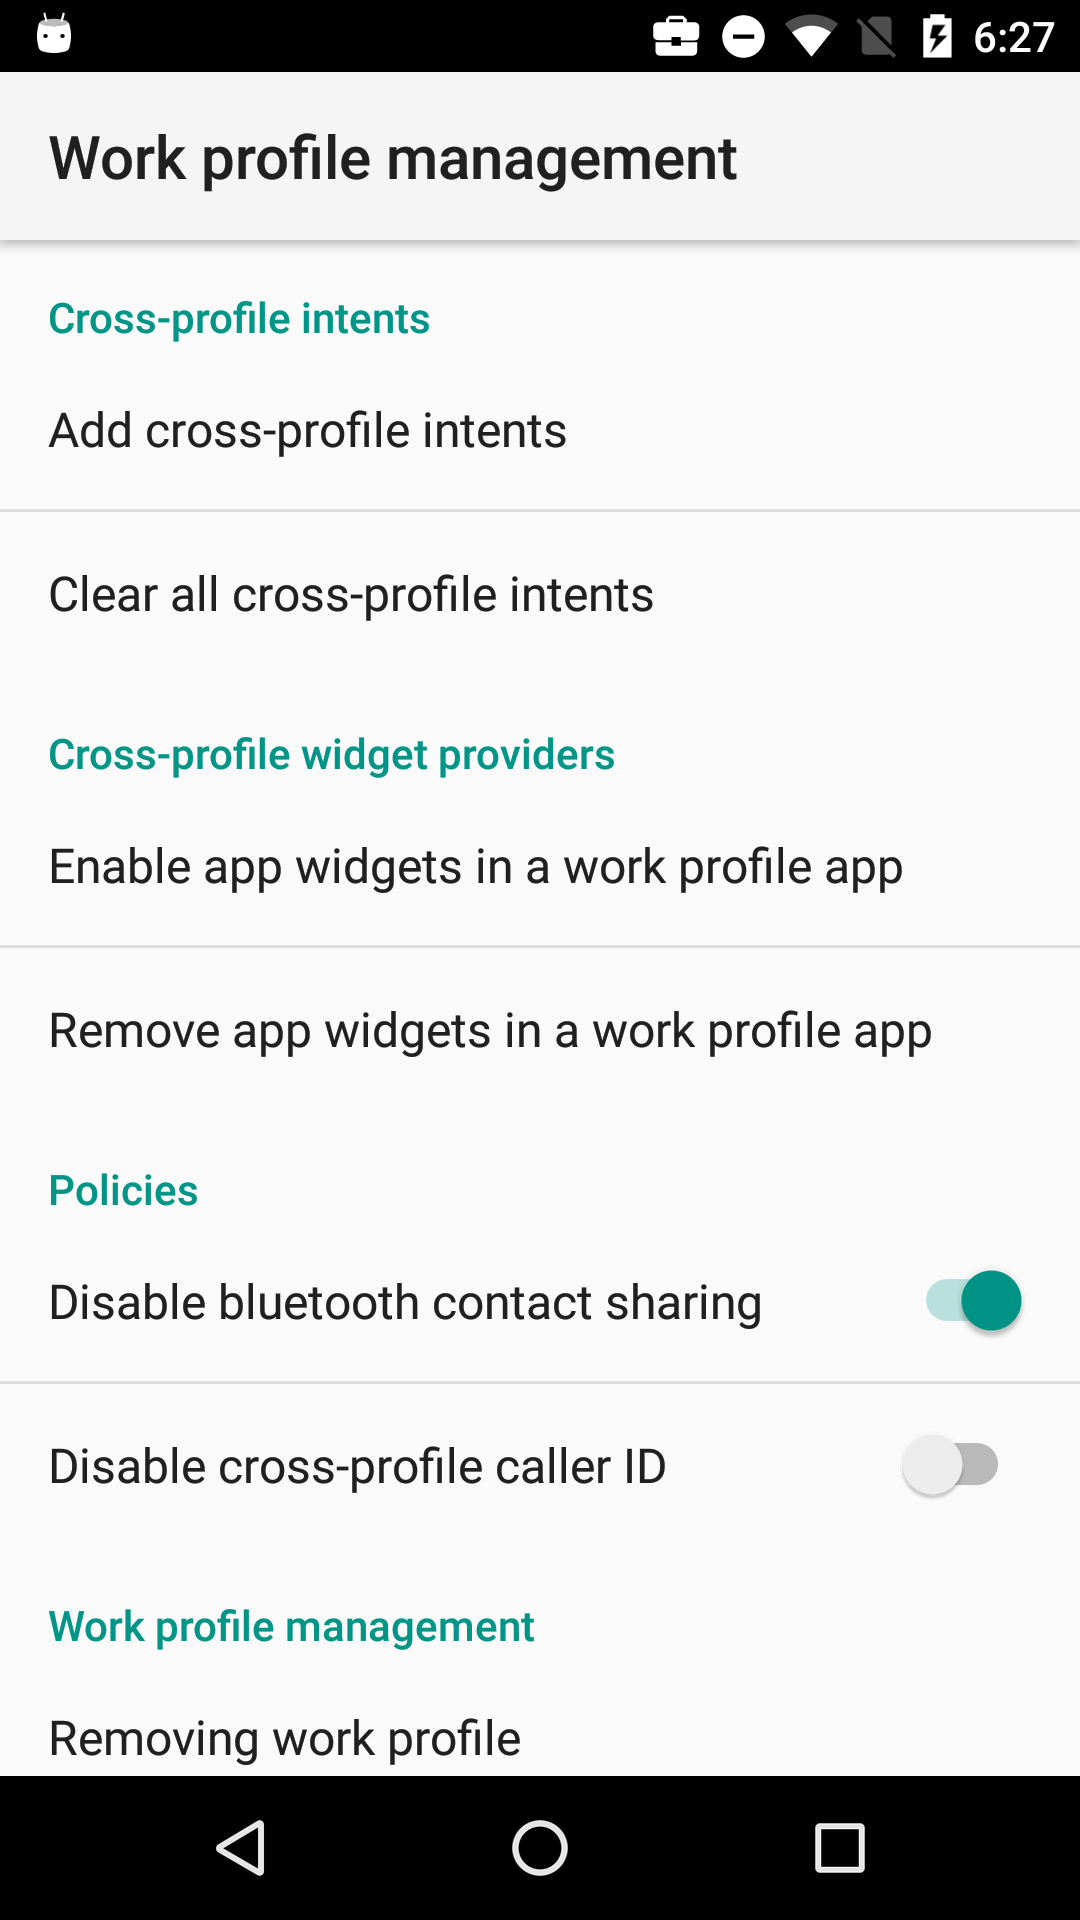 6:27
Work profile management
Cross-profile intents
Add cross-profile intents
Clear all cross-profile intents
Cross-profile widget providers
Enable app widgets in a work profile app
Remove app widgets in a work profile app
Policies
Disable bluetooth contact sharing
Disable cross-profile caller ID
Work profile management
Removing work profile